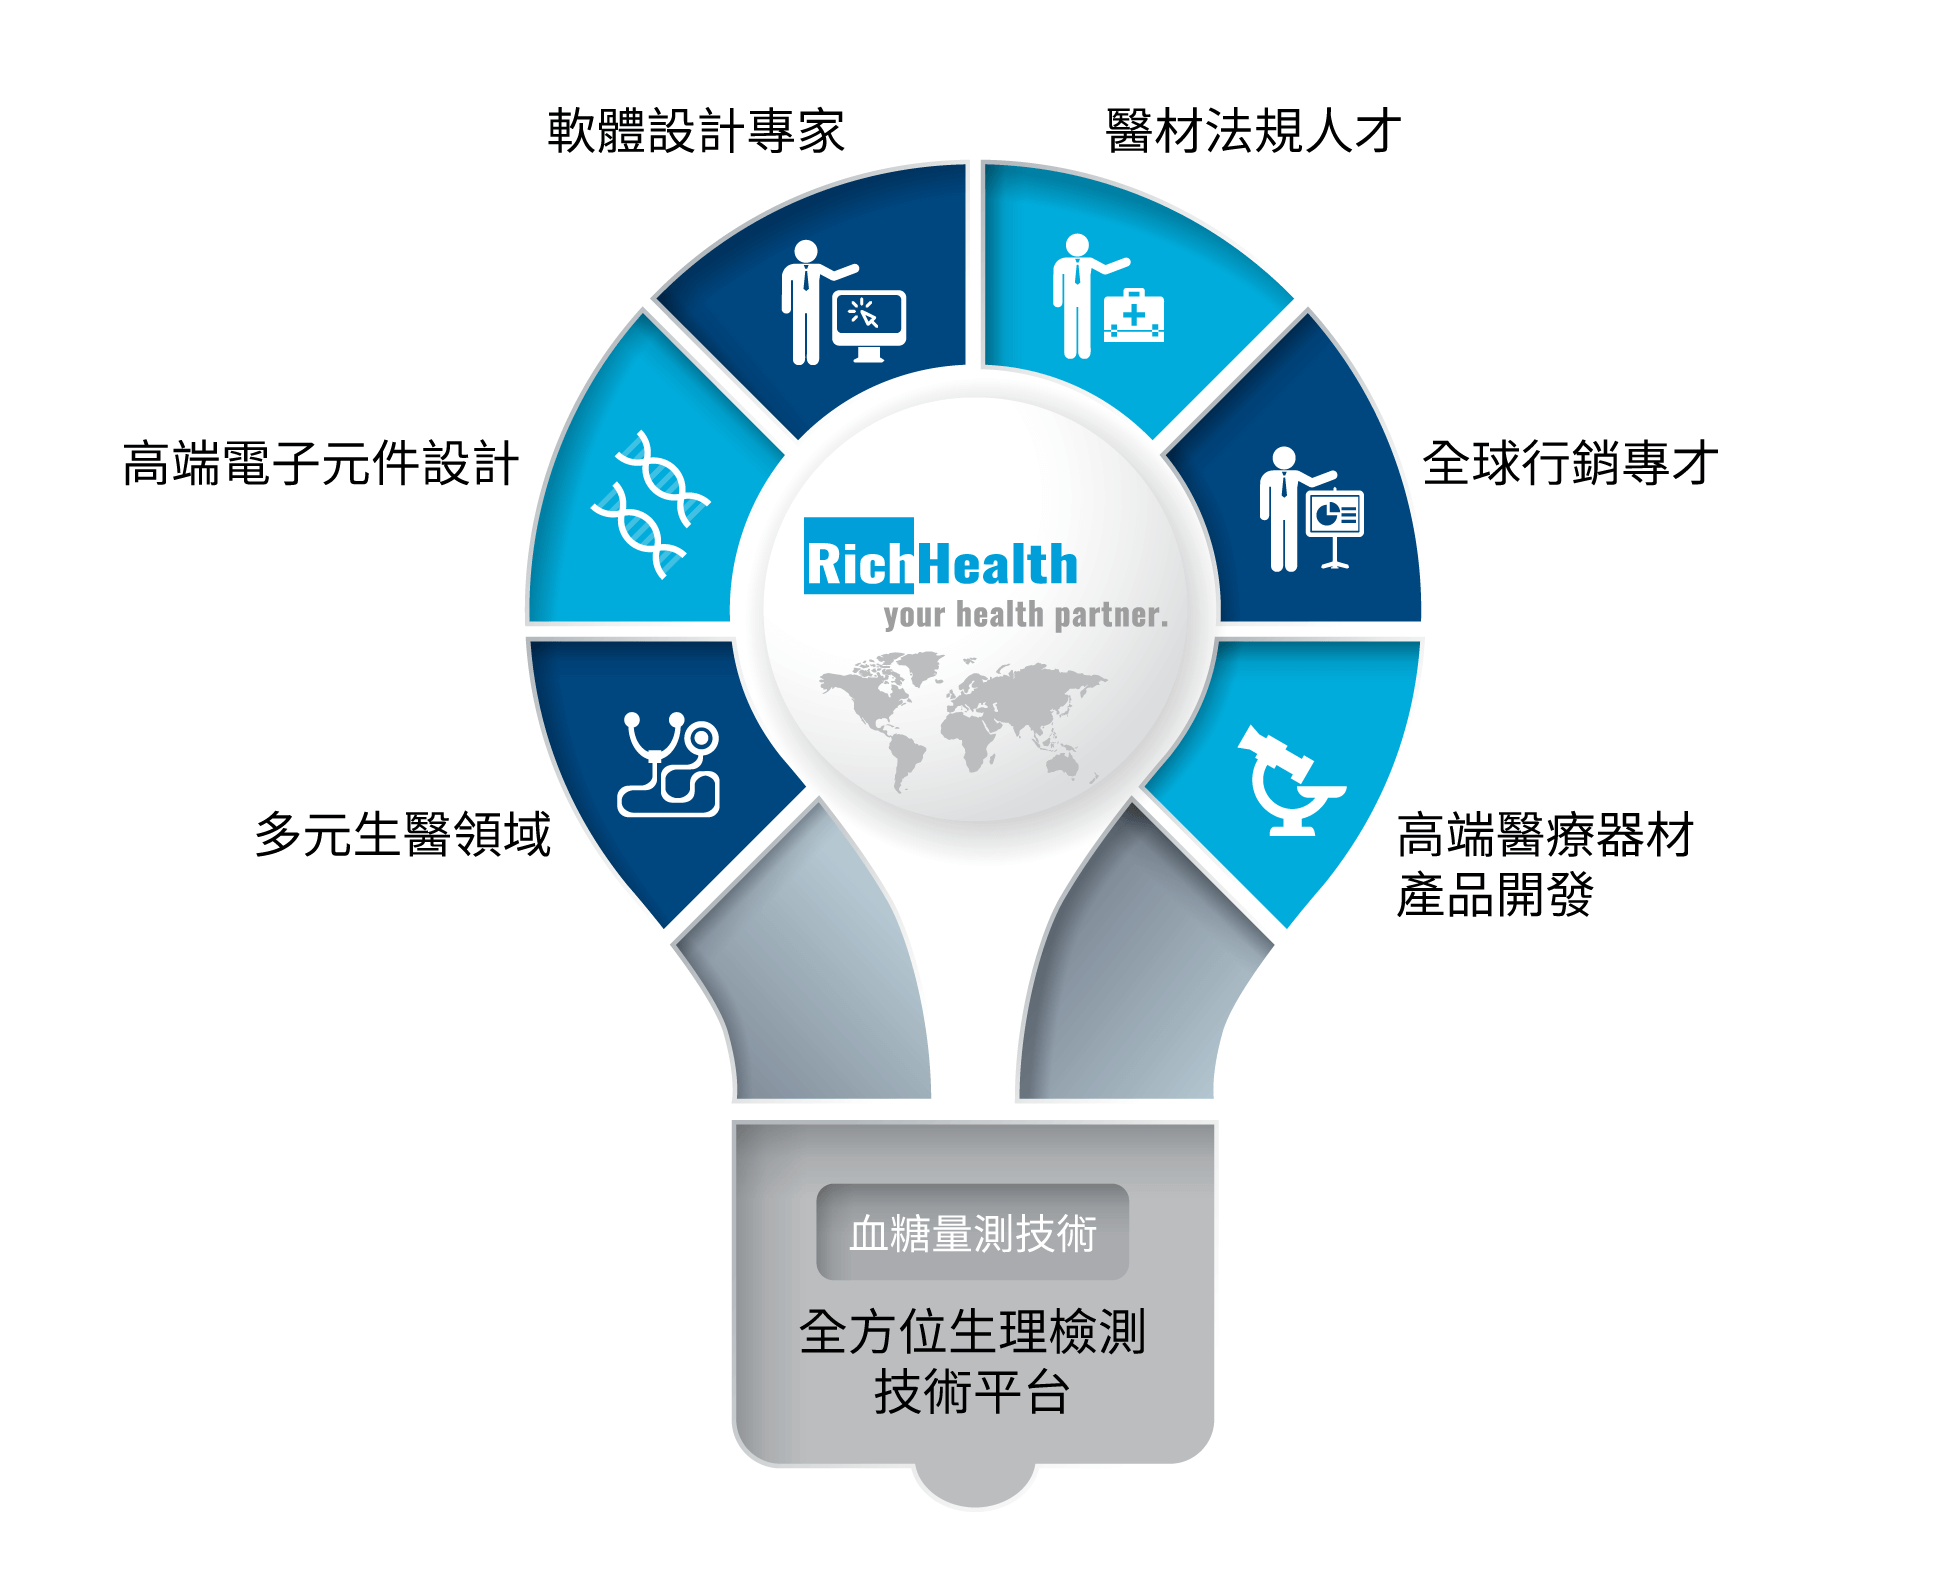 軟體設計專家
醫材法規人才
高端電子元件設計
全球行銷專才
RichHealth
your health partner.
多元生醫領域
高端醫療器材
產品開發
血糖量測技術
全方位生理檢測
技術平台